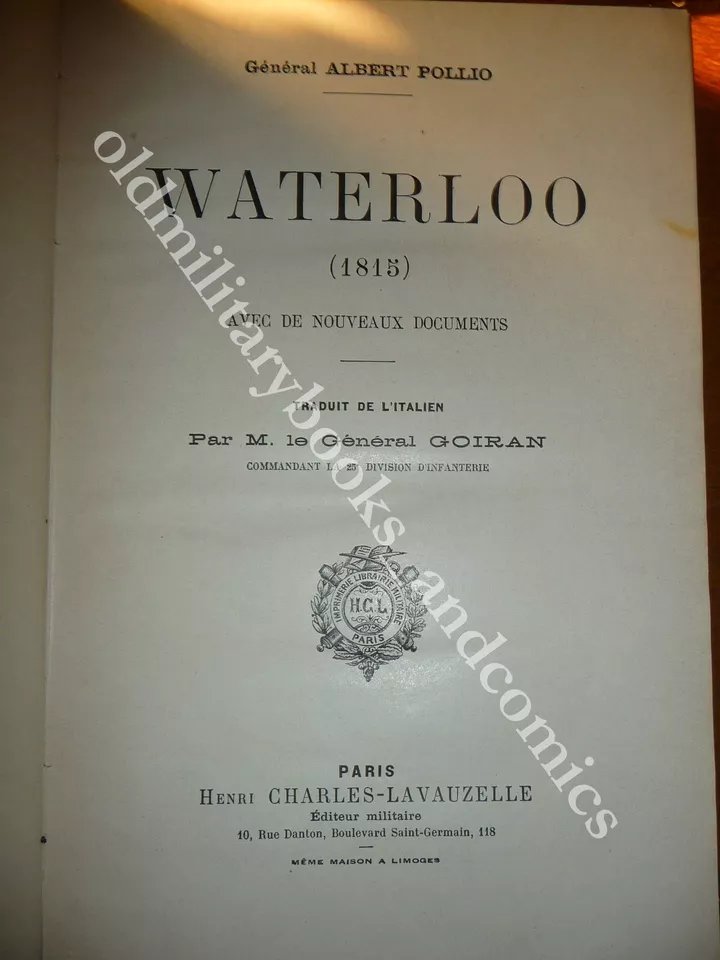 Général ALBERT POLLIO
WATERLOO
(1815)
AVEC DE NOUVEAUX DOCUMENTS
TRADUIT DE L'ITALIEN
Par M. le Général GOIRAN
COMMANDANT LA 25e DIVISION D'INFANTERIE
IMPRIMERIE LIBRAIRIE MILITAIRE
H.C.L.
PARIS
PARIS
HENRI CHARLES-LAVAUZELLE
Éditeur militaire
10, Rue Danton, Boulevard Saint-Germain, 118
MÊME MAISON A LIMOGES
oldmilitarybooks_andcomics